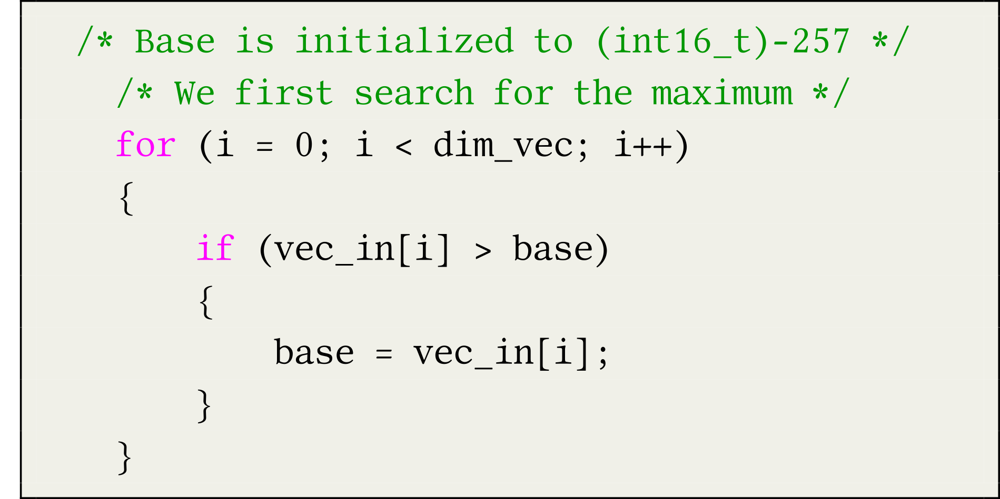 /* Base is initialized to (int16_t)-257 */
/* We first search for the maximum */
for (i = 0; i < dim_vec; i++)
{
if (vec_in[i] > base)
{
base = vec_in[i];
}
}